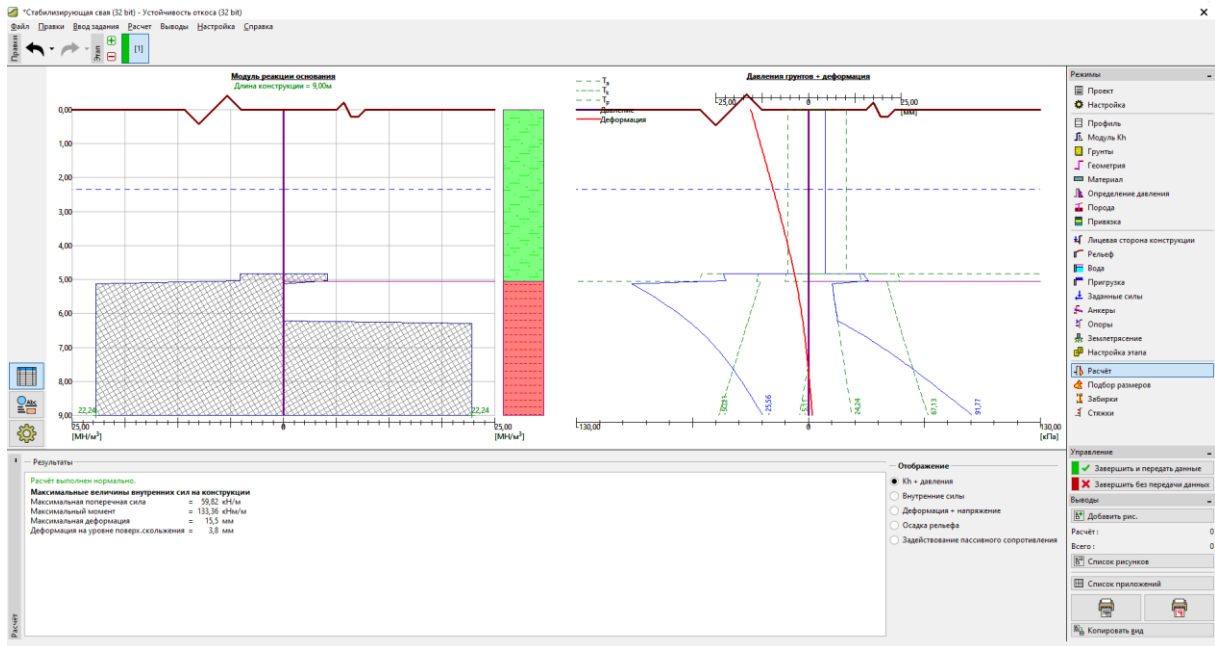 *Стабилизирующая свая (32 bit) - Устойчивость откоса (32 bit)
Файл Правки Ввод задания Расчет Выводы Настройка Справка
Правки
Этап
[1]
Модуль реакции основания
Длина конструкции = 9,00м
0,00
1,00
2,00
3,00
4,00
5,00
6,00
7,00
8,00
9,00
22,24
22,24
25,00
0
25,00
[МН/м³]
[МН/м³]
Давления грунтов + деформация
Tа
Tк
Tр
Давление
Деформация
-25,00
0
25,00
[мм]
-25,56
5,11
24,24
67,13
91,77
-130,00
0
130,00
[кПа]
Результаты
Расчёт выполнен нормально.
Максимальные величины внутренних сил на конструкции
Максимальная поперечная сила = 59,82 кН/м
Максимальный момент = 133,36 кНм/м
Максимальная деформация = 15,5 мм
Деформация на уровне поверх.скольжения = 3,8 мм
Расчёт
Отображение
Kh + давления
Внутренние силы
Деформация + напряжение
Осадка рельефа
Задействование пассивного сопротивления
Режимы
Проект
Настройка
Профиль
Модуль Kh
Грунты
Геометрия
Материал
Определение давления
Порода
Привязка
Лицевая сторона конструкции
Рельеф
Вода
Пригрузка
Заданные силы
Анкеры
Опоры
Землетрясение
Настройка этапа
Расчёт
Подбор размеров
Забирки
Стяжки
Управление
Завершить и передать данные
Завершить без передачи данных
Выводы
Добавить рис.
Расчёт : 0
Всего : 0
Список рисунков
Список приложений
Копировать вид